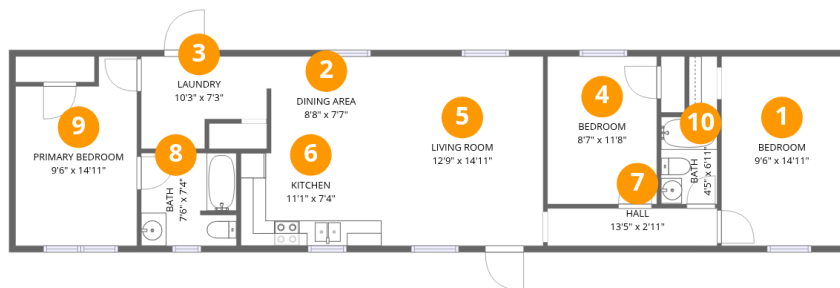 3
LAUNDRY
10'3" x 7'3"
2
DINING AREA
8'8" x 7'7"
5
LIVING ROOM
12'9" x 14'11"
4
BEDROOM
8'7" x 11'8"
10
BATH
4'5" x 6'11"
1
BEDROOM
9'6" x 14'11"
9
PRIMARY BEDROOM
9'6" x 14'11"
8
BATH
7'6" x 7'4"
6
KITCHEN
11'1" x 7'4"
7
HALL
13'5" x 2'11"